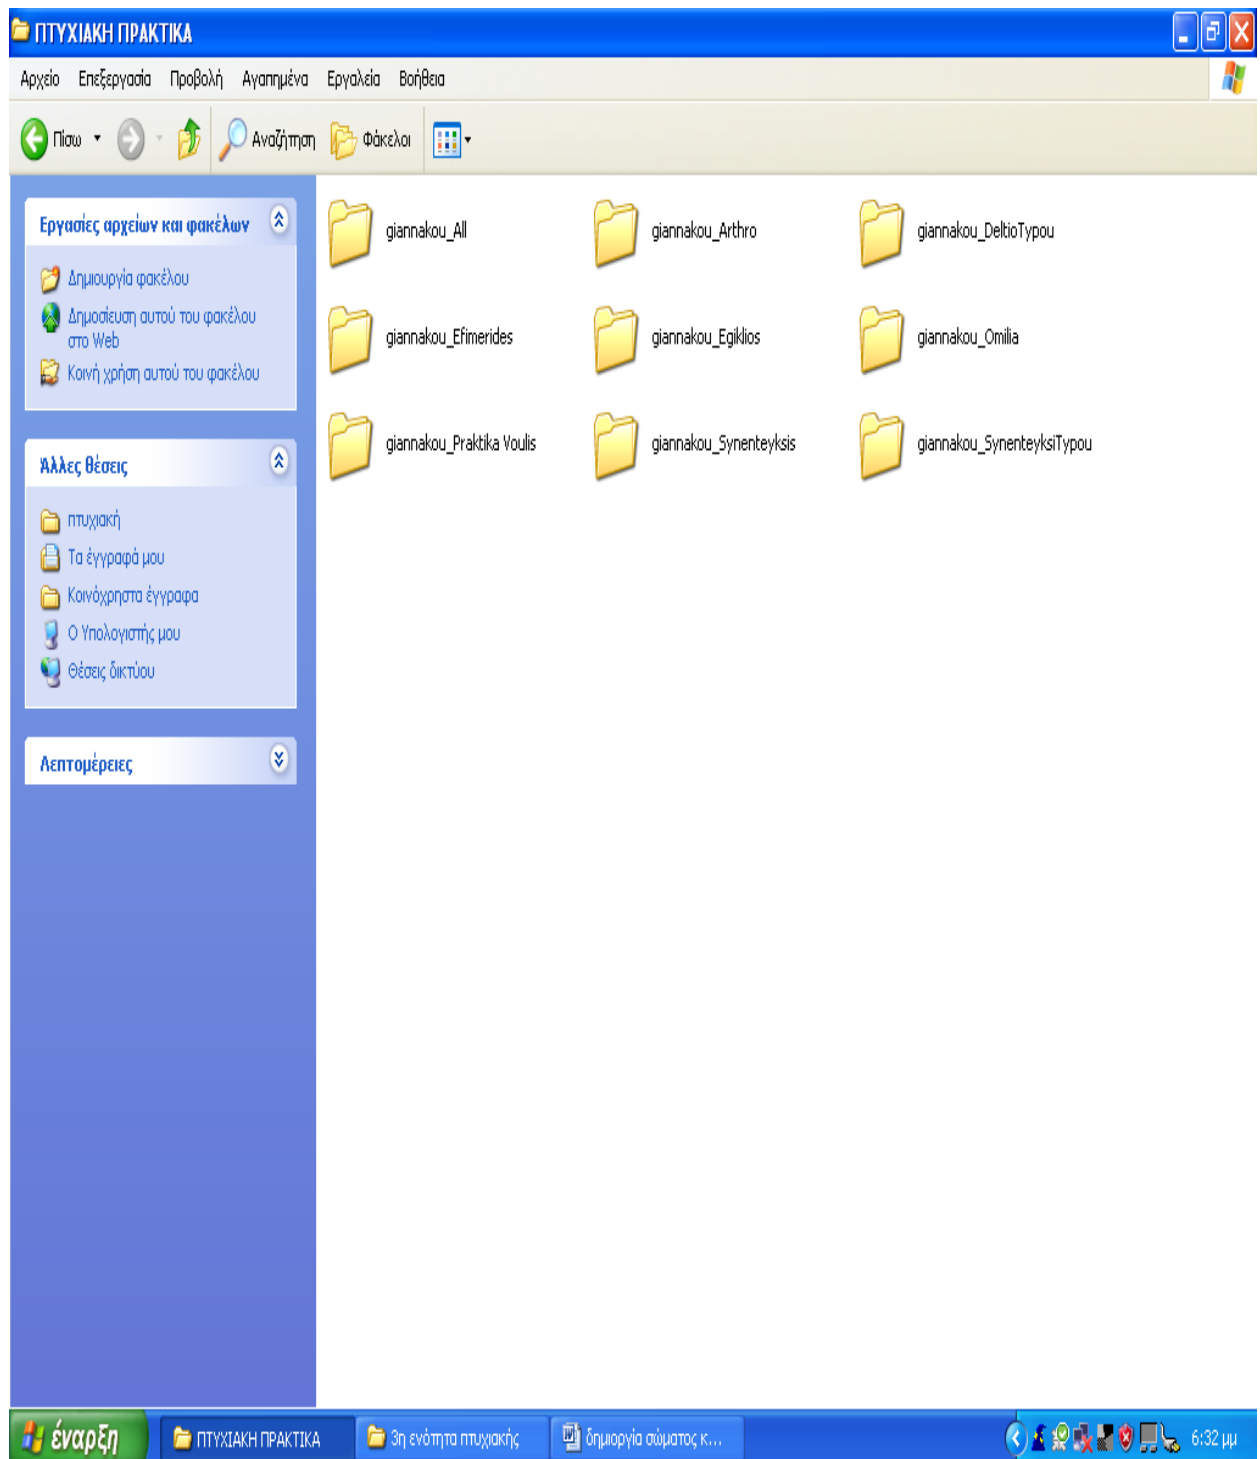 ΠΤΥΧΙΑΚΗ ΠΡΑΚΤΙΚΑ
Αρχείο Επεξεργασία Προβολή Αγαπημένα Εργαλεία Βοήθεια
Πίσω Αναζήτηση Φάκελοι
Εργασίες αρχείων και φακέλων
Δημιουργία φακέλου
Δημοσίευση αυτού του φακέλου
στο Web
Κοινή χρήση αυτού του φακέλου
Άλλες θέσεις
πτυχιακή
Τα έγγραφά μου
Κοινόχρηστα έγγραφα
Ο Υπολογιστής μου
Θέσεις δικτύου
Λεπτομέρειες
giannakou_All giannakou_Arthro giannakou_DeltioTypou
giannakou_Efimerides giannakou_Egiklios giannakou_Omilia
giannakou_Praktika Voulis giannakou_Synenteyksis giannakou_SynenteyksiTypou
έναρξη ΠΤΥΧΙΑΚΗ ΠΡΑΚΤΙΚΑ 3η ενότητα πτυχιακής δημιοργία σώματος κ... 6:32 μμ